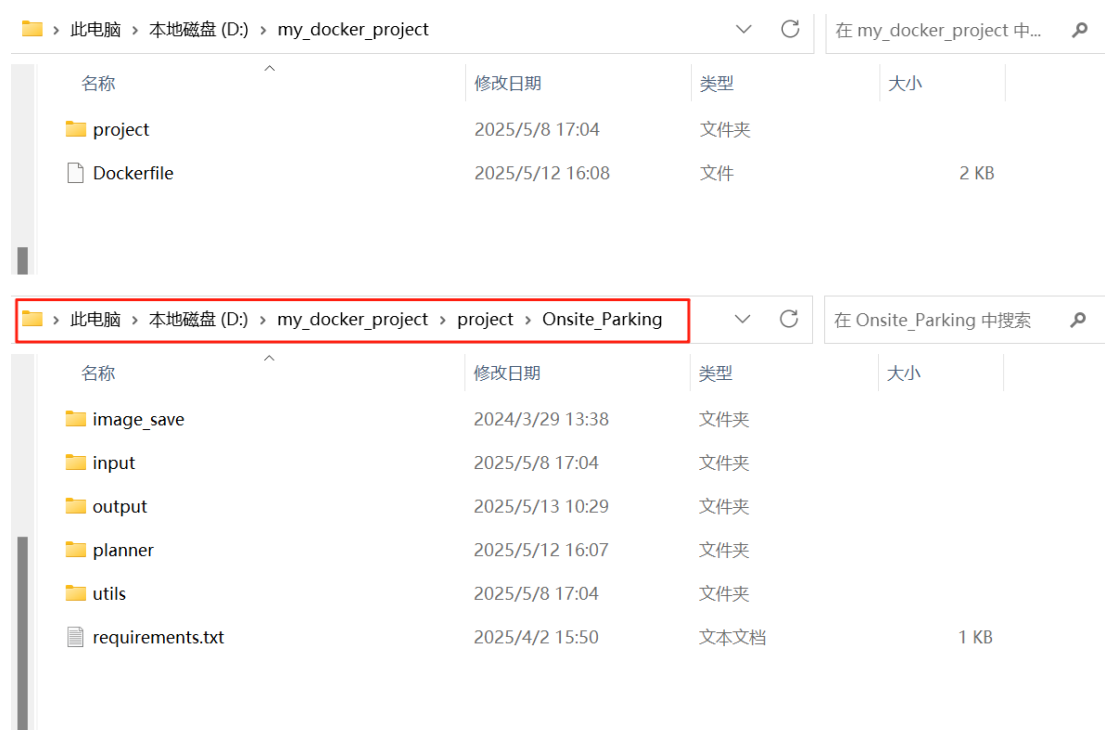 此电脑 › 本地磁盘 (D:) › my_docker_project 在 my_docker_project 中...
名称 修改日期 类型 大小
project 2025/5/8 17:04 文件夹
Dockerfile 2025/5/12 16:08 文件 2 KB
此电脑 › 本地磁盘 (D:) › my_docker_project › project › Onsite_Parking 在 Onsite_Parking 中搜索
名称 修改日期 类型 大小
image_save 2024/3/29 13:38 文件夹
input 2025/5/8 17:04 文件夹
output 2025/5/13 10:29 文件夹
planner 2025/5/12 16:07 文件夹
utils 2025/5/8 17:04 文件夹
requirements.txt 2025/4/2 15:50 文本文档 1 KB